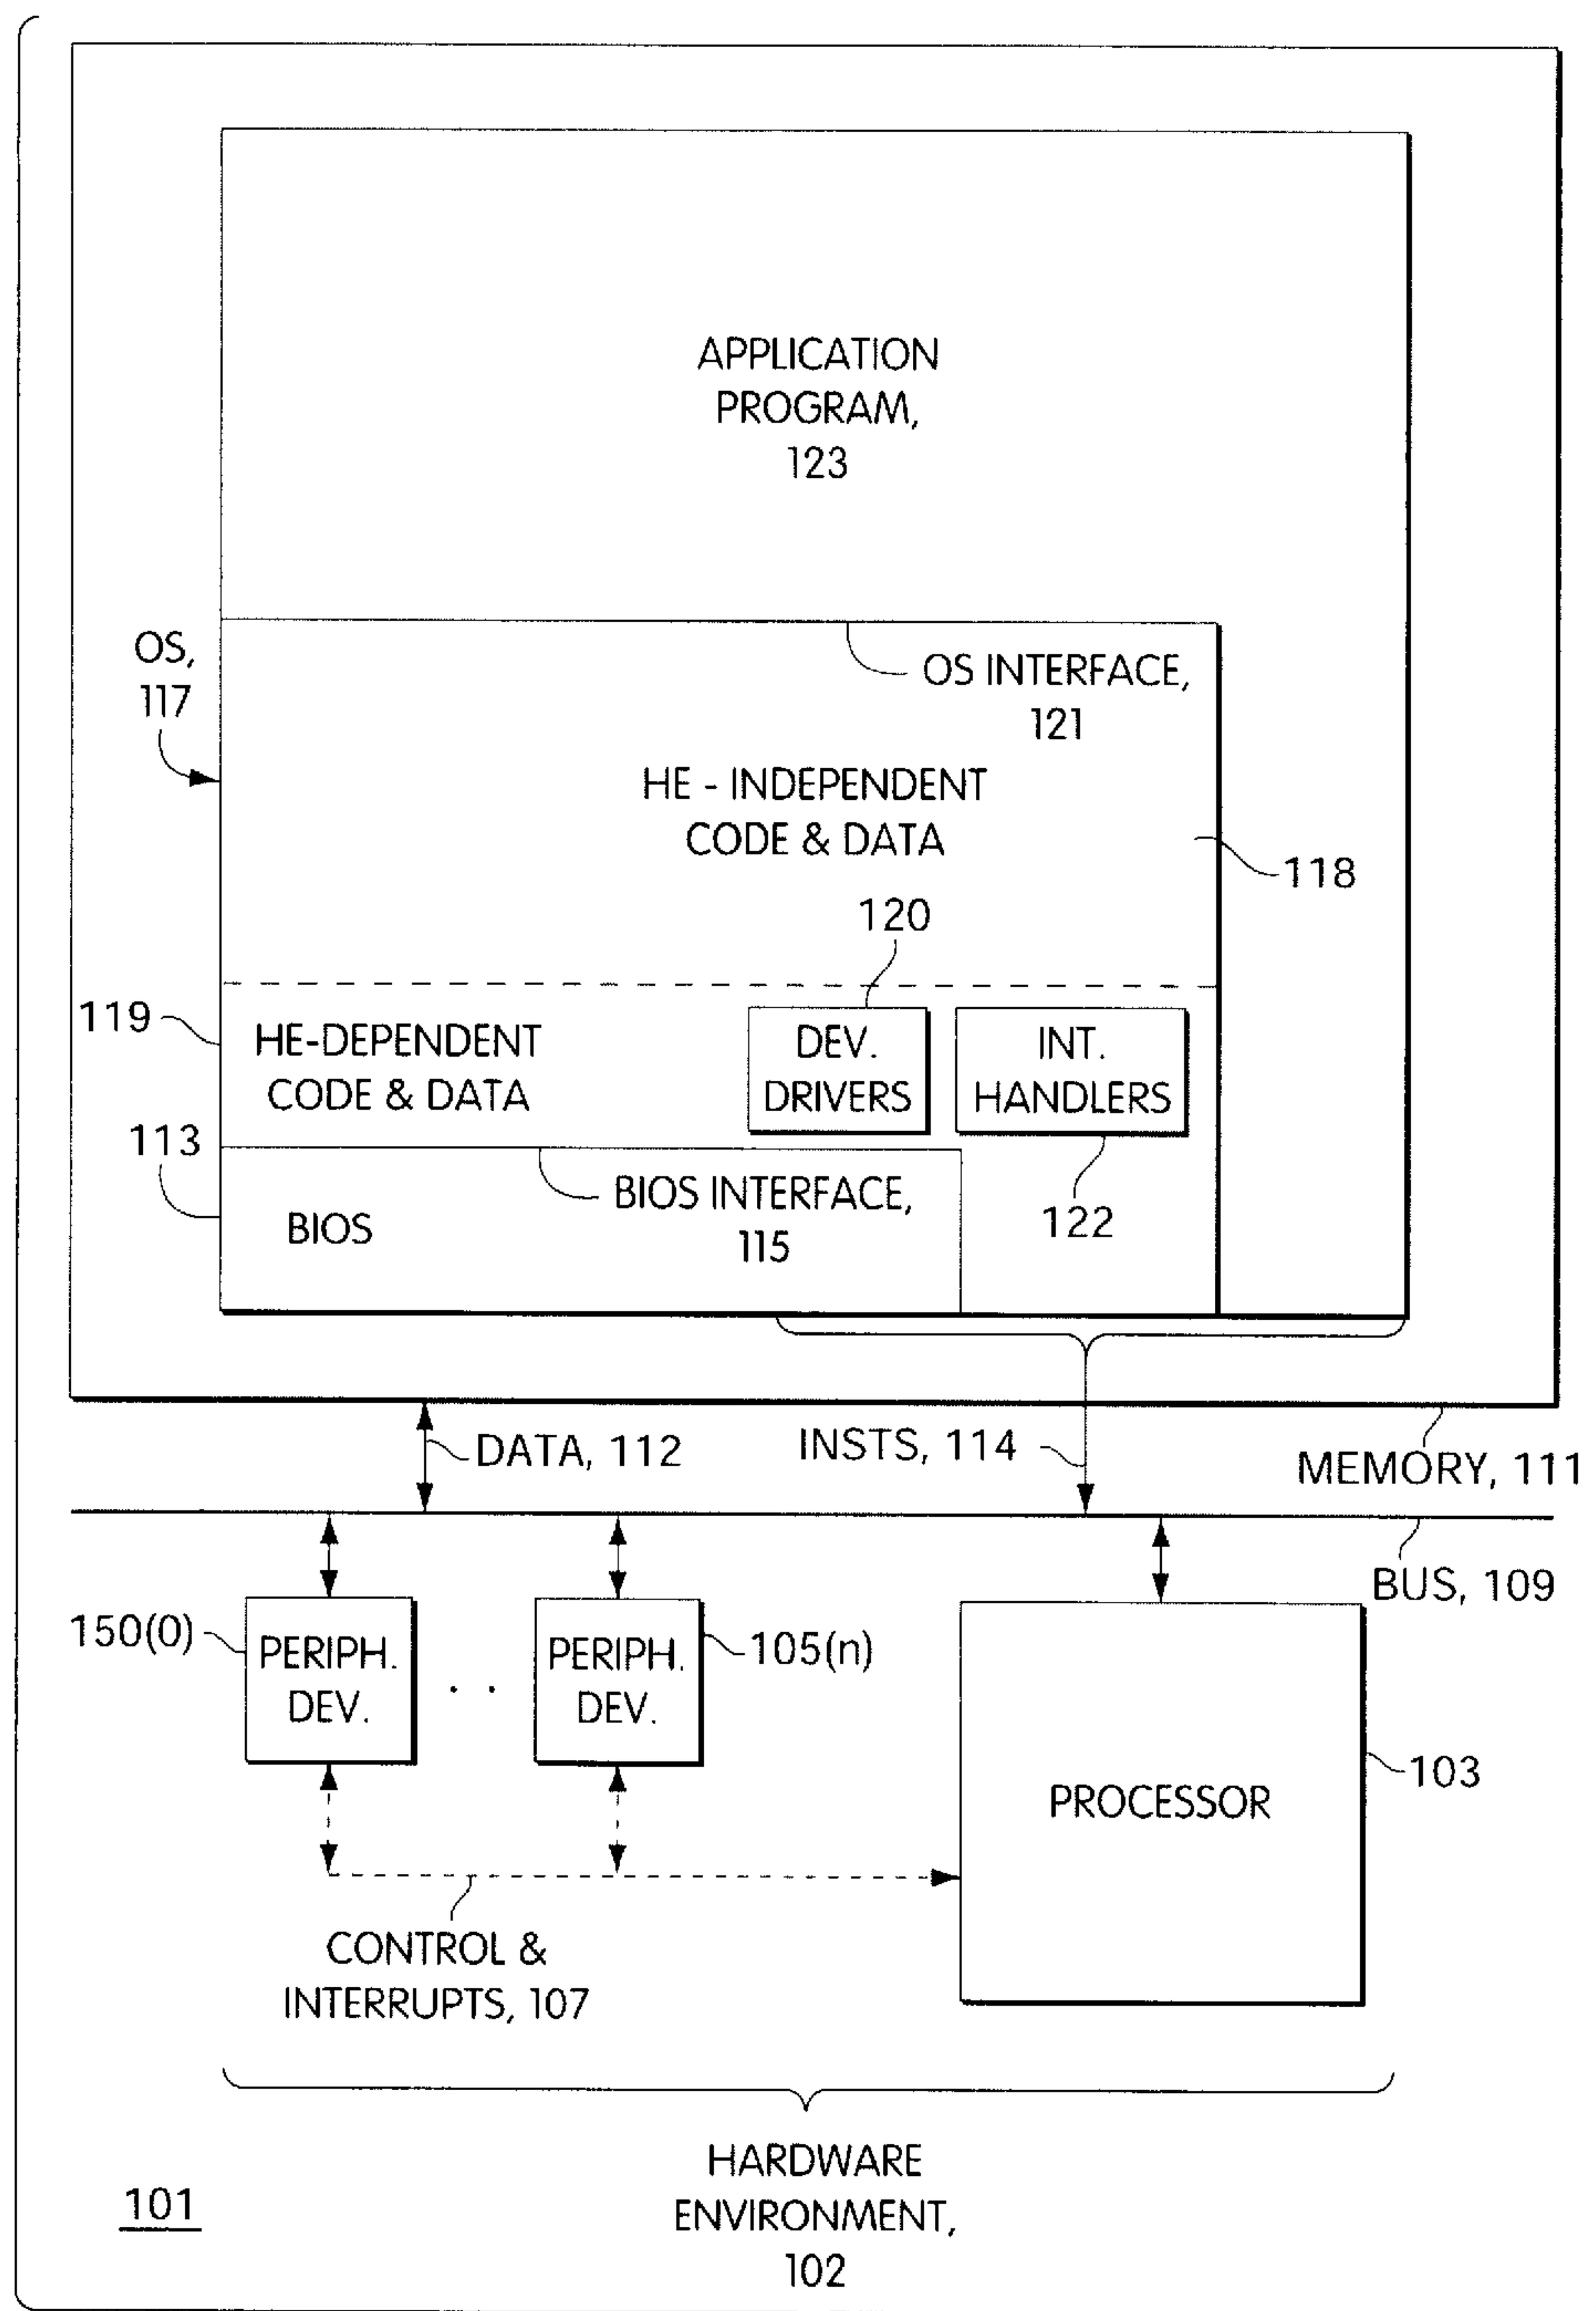 APPLICATION
PROGRAM,
123
OS,
117
OS INTERFACE,
121
HE - INDEPENDENT
CODE & DATA
118
120
119
HE-DEPENDENT
CODE & DATA
DEV.
DRIVERS
INT.
HANDLERS
113
BIOS INTERFACE,
115
BIOS
122
DATA, 112
INSTS, 114
MEMORY, 111
BUS, 109
150(0)
PERIPH.
DEV.
. .
PERIPH.
DEV.
105(n)
PROCESSOR
103
CONTROL &
INTERRUPTS, 107
HARDWARE
ENVIRONMENT,
102
101